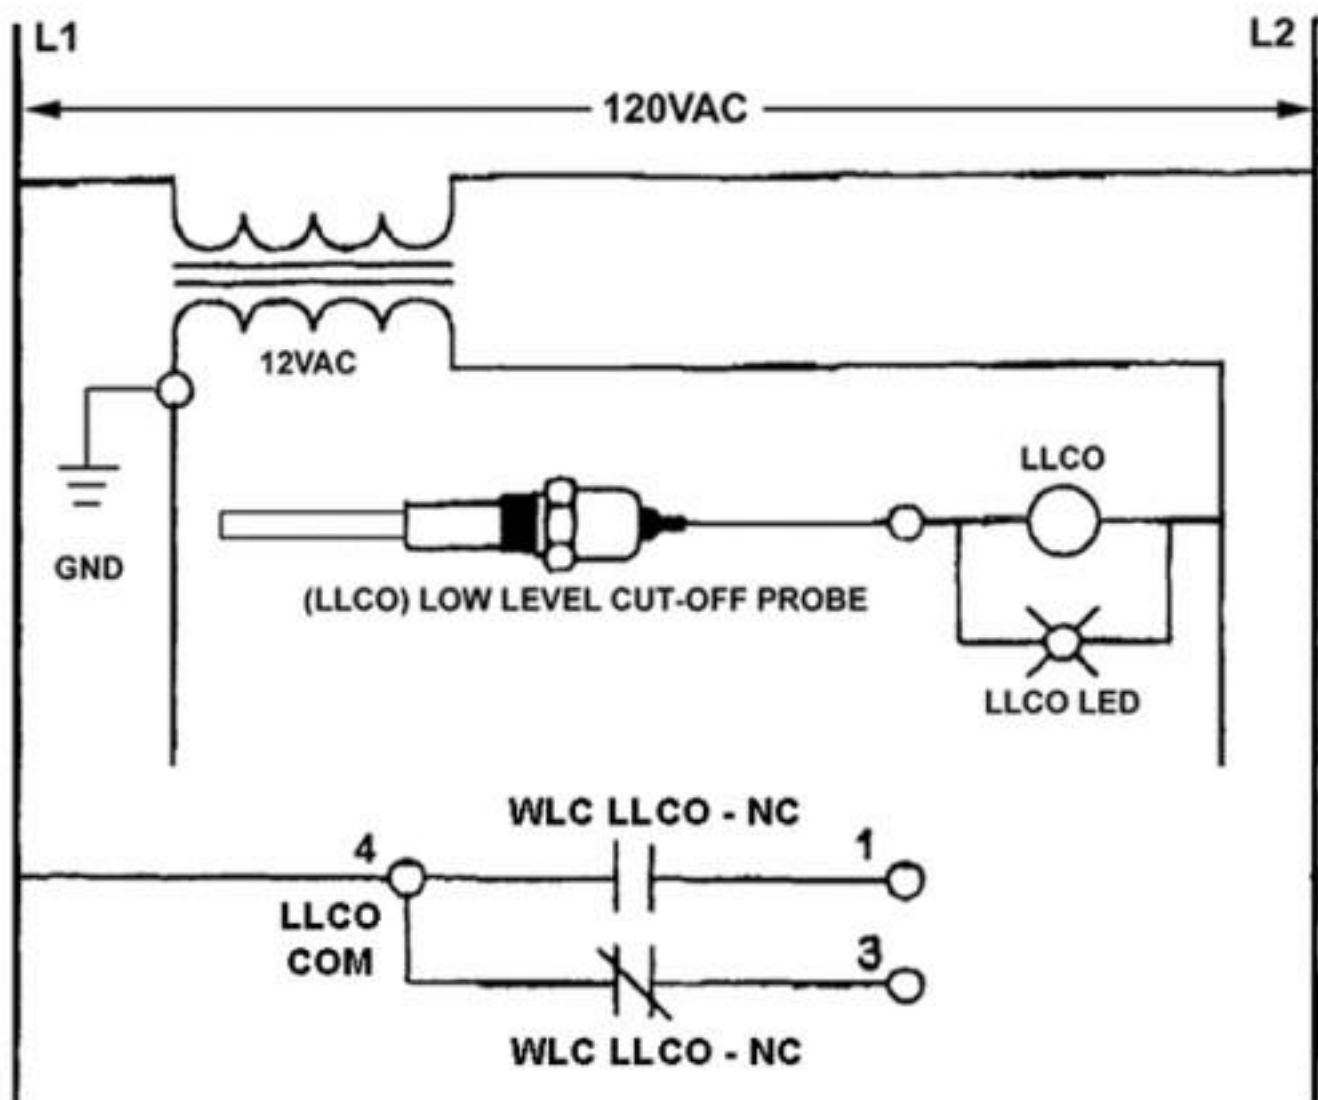 L1
L2
120VAC
12VAC
LLCO
GND
(LLCO) LOW LEVEL CUT-OFF PROBE
LLCO LED
WLC LLCO - NC
4
1
LLCO
COM
3
WLC LLCO - NC